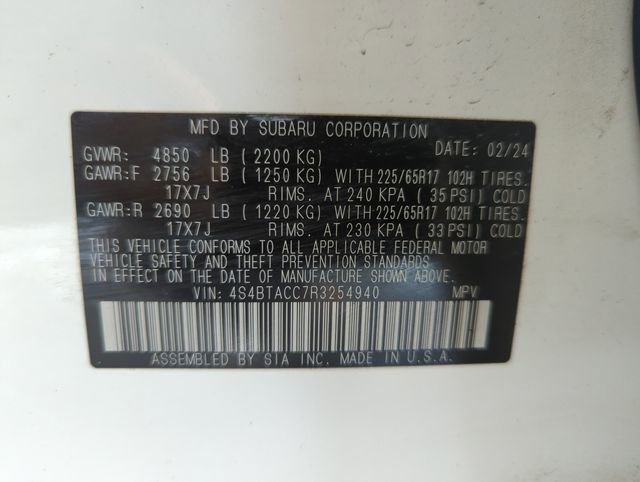 MFD BY SUBARU CORPORATION
DATE: 02/24
GVWR: 4850 LB (2200 KG)
GAWR:F 2756 LB (1250 KG) WITH 225/65R17 102H TIRES.
17X7J RIMS. AT 240 KPA (35 PSI) COLD
GAWR:R 2690 LB (1220 KG) WITH 225/65R17 102H TIRES.
17X7J RIMS. AT 230 KPA (33 PSI) COLD
THIS VEHICLE CONFORMS TO ALL APPLICABLE FEDERAL MOTOR
VEHICLE SAFETY AND THEFT PREVENTION STANDARDS
IN EFFECT ON THE DATE OF MANUFACTURE SHOWN ABOVE.
VIN: 4S4BTACC7R3254940 MPV
ASSEMBLED BY SIA INC. MADE IN U.S.A.